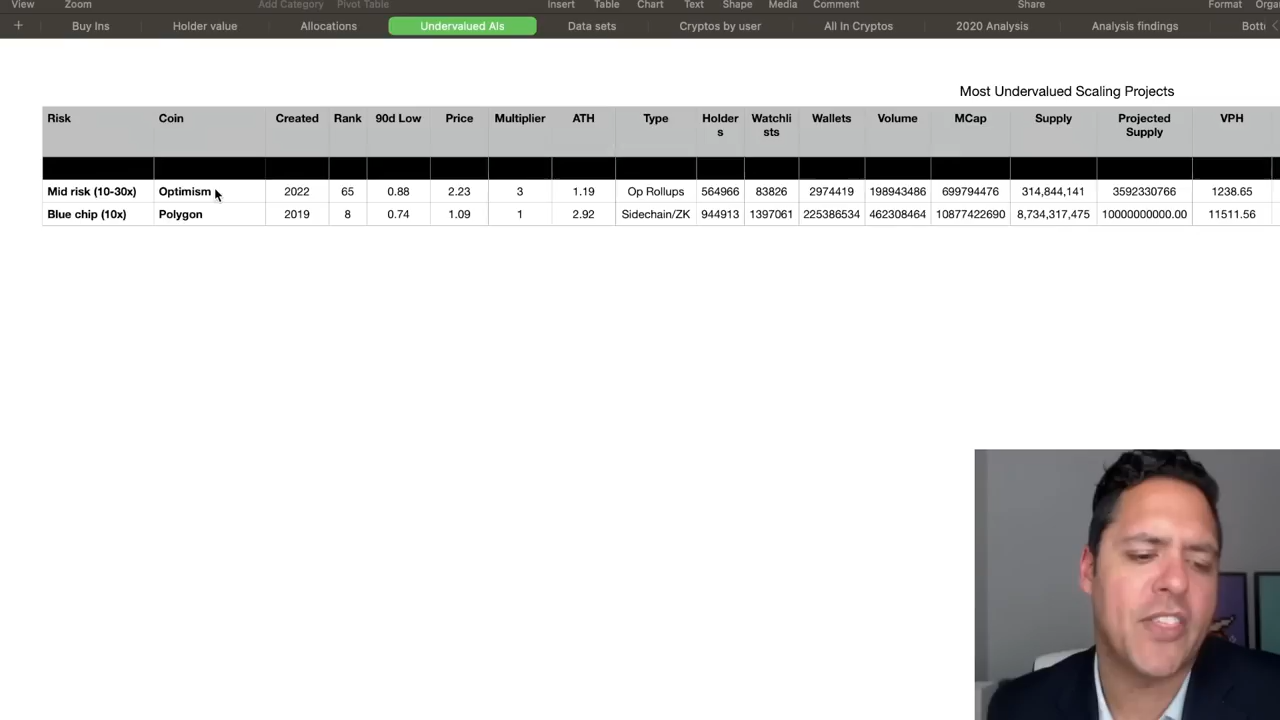 View Zoom Add Category Pivot Table Insert Table Chart Text Shape Media Comment Share Format
+ Buy Ins Holder value Allocations Undervalued AIs Data sets Cryptos by user All In Cryptos 2020 Analysis Analysis findings
Most Undervalued Scaling Projects
Risk Coin Created Rank 90d Low Price Multiplier ATH Type Holder Watchli Wallets Volume MCap Supply Projected VPH
s sts Supply
Mid risk (10-30x) Optimism 2022 65 0.88 2.23 3 1.19 Op Rollups 564966 83826 2974419 198943486 699794476 314,844,141 3592330766 1238.65
Blue chip (10x) Polygon 2019 8 0.74 1.09 1 2.92 Sidechain/ZK 944913 1397061 225386534 462308464 10877422690 8,734,317,475 10000000000.00 11511.56